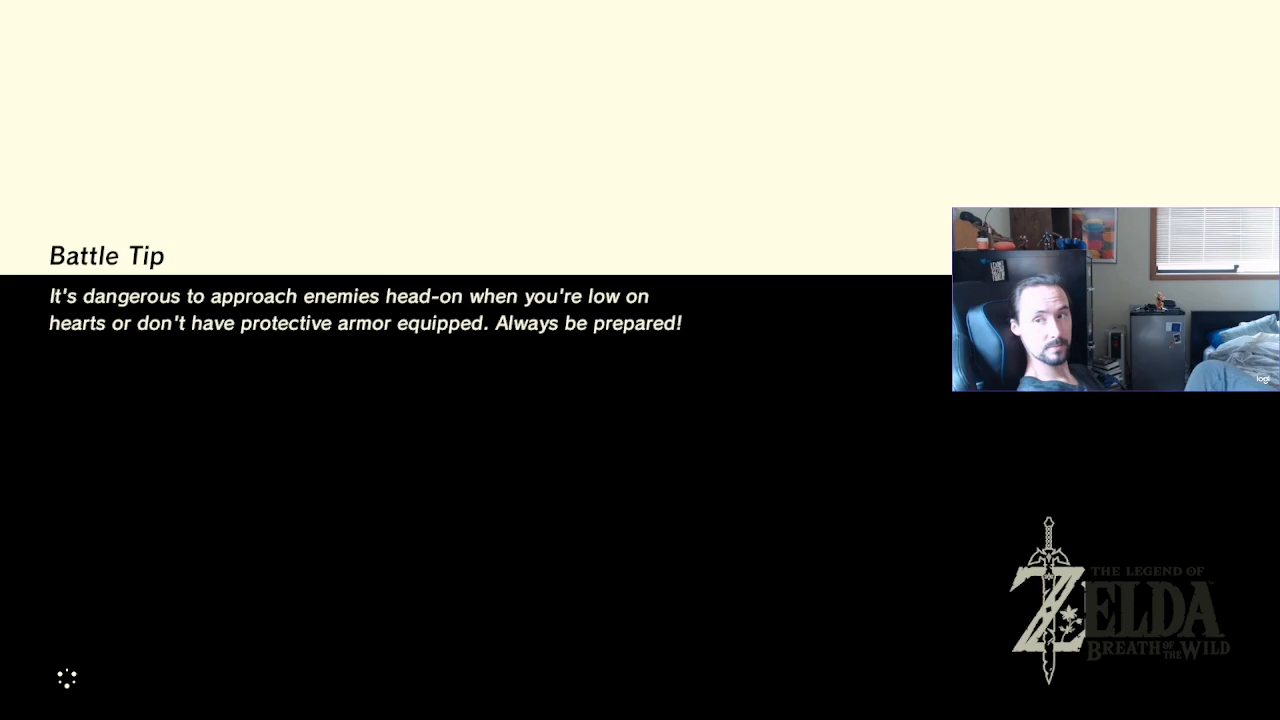 Battle Tip
It's dangerous to approach enemies head-on when you're low on
hearts or don't have protective armor equipped. Always be prepared!
logi
THE LEGEND OF
ZELDA
BREATH OF THE WILD